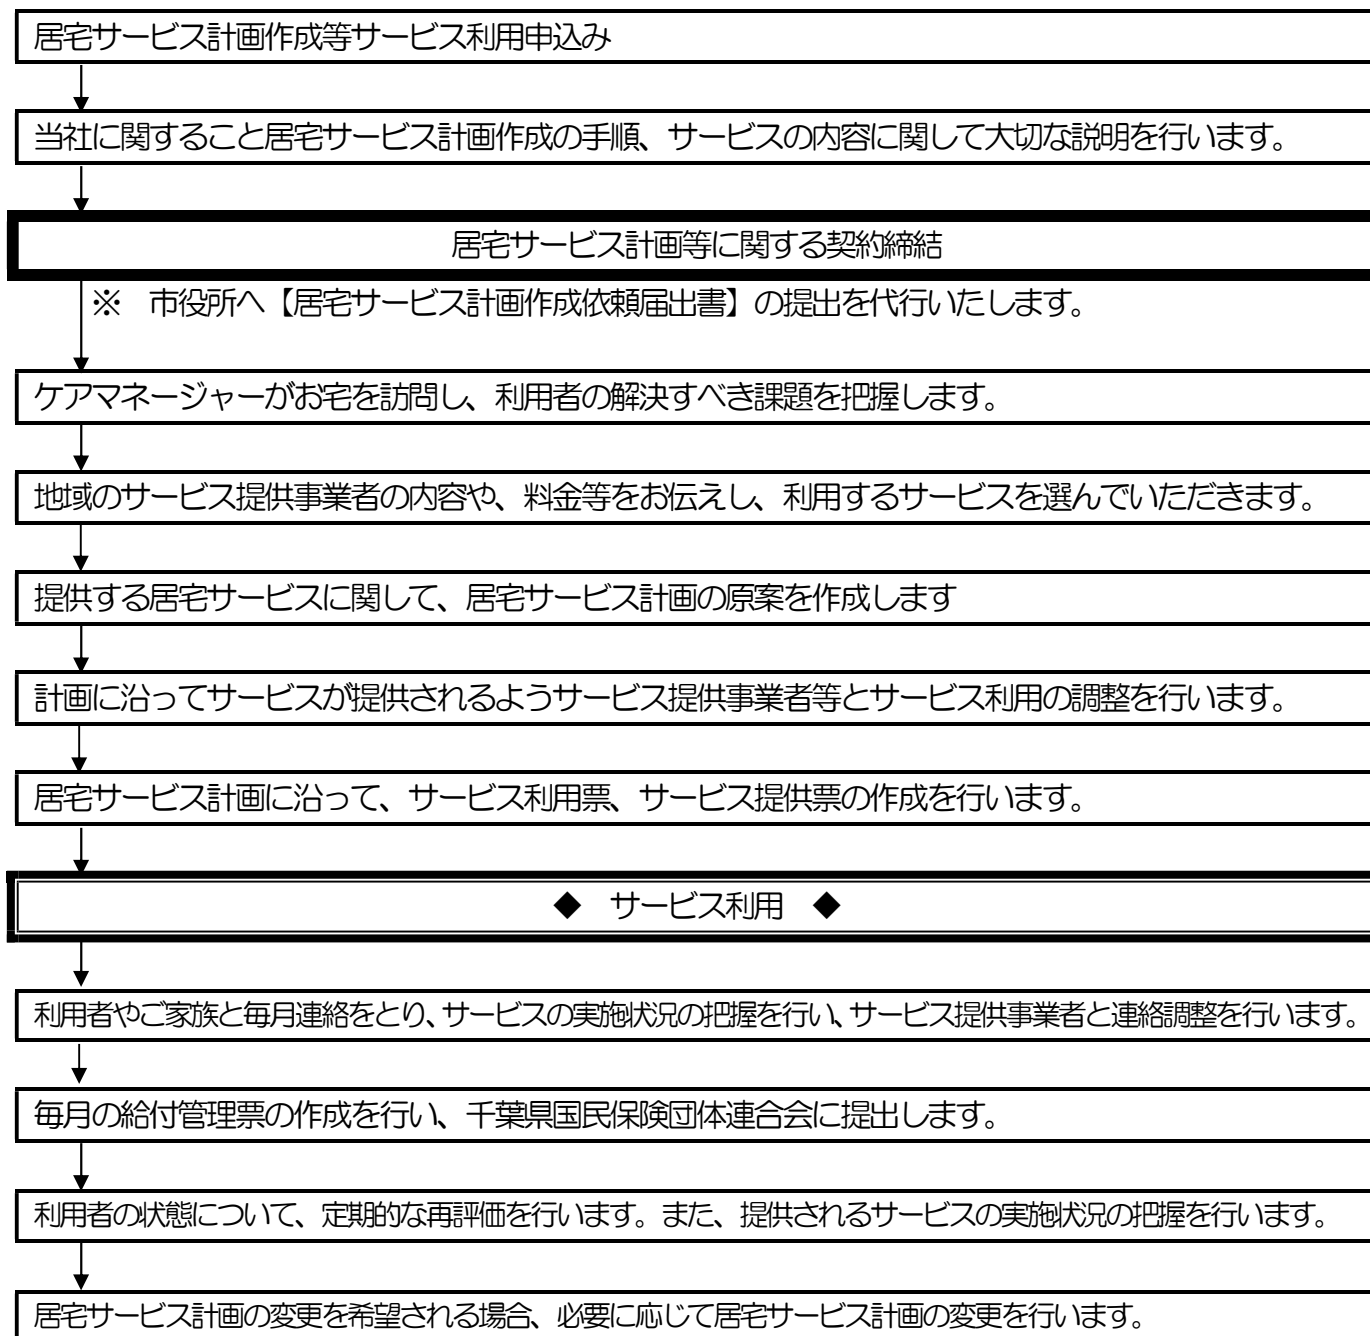 居宅サービス計画作成等サービス利用申込み
当社に関すること居宅サービス計画作成の手順、サービスの内容に関して大切な説明を行います。
居宅サービス計画等に関する契約締結
※　市役所へ【居宅サービス計画作成依頼届出書】の提出を代行いたします。
ケアマネージャーがお宅を訪問し、利用者の解決すべき課題を把握します。
地域のサービス提供事業者の内容や、料金等をお伝えし、利用するサービスを選んでいただきます。
提供する居宅サービスに関して、居宅サービス計画の原案を作成します
計画に沿ってサービスが提供されるようサービス提供事業者等とサービス利用の調整を行います。
居宅サービス計画に沿って、サービス利用票、サービス提供票の作成を行います。
◆　サービス利用　◆
利用者やご家族と毎月連絡をとり、サービスの実施状況の把握を行い、サービス提供事業者と連絡調整を行います。
毎月の給付管理票の作成を行い、千葉県国民保険団体連合会に提出します。
利用者の状態について、定期的な再評価を行います。また、提供されるサービスの実施状況の把握を行います。
居宅サービス計画の変更を希望される場合、必要に応じて居宅サービス計画の変更を行います。